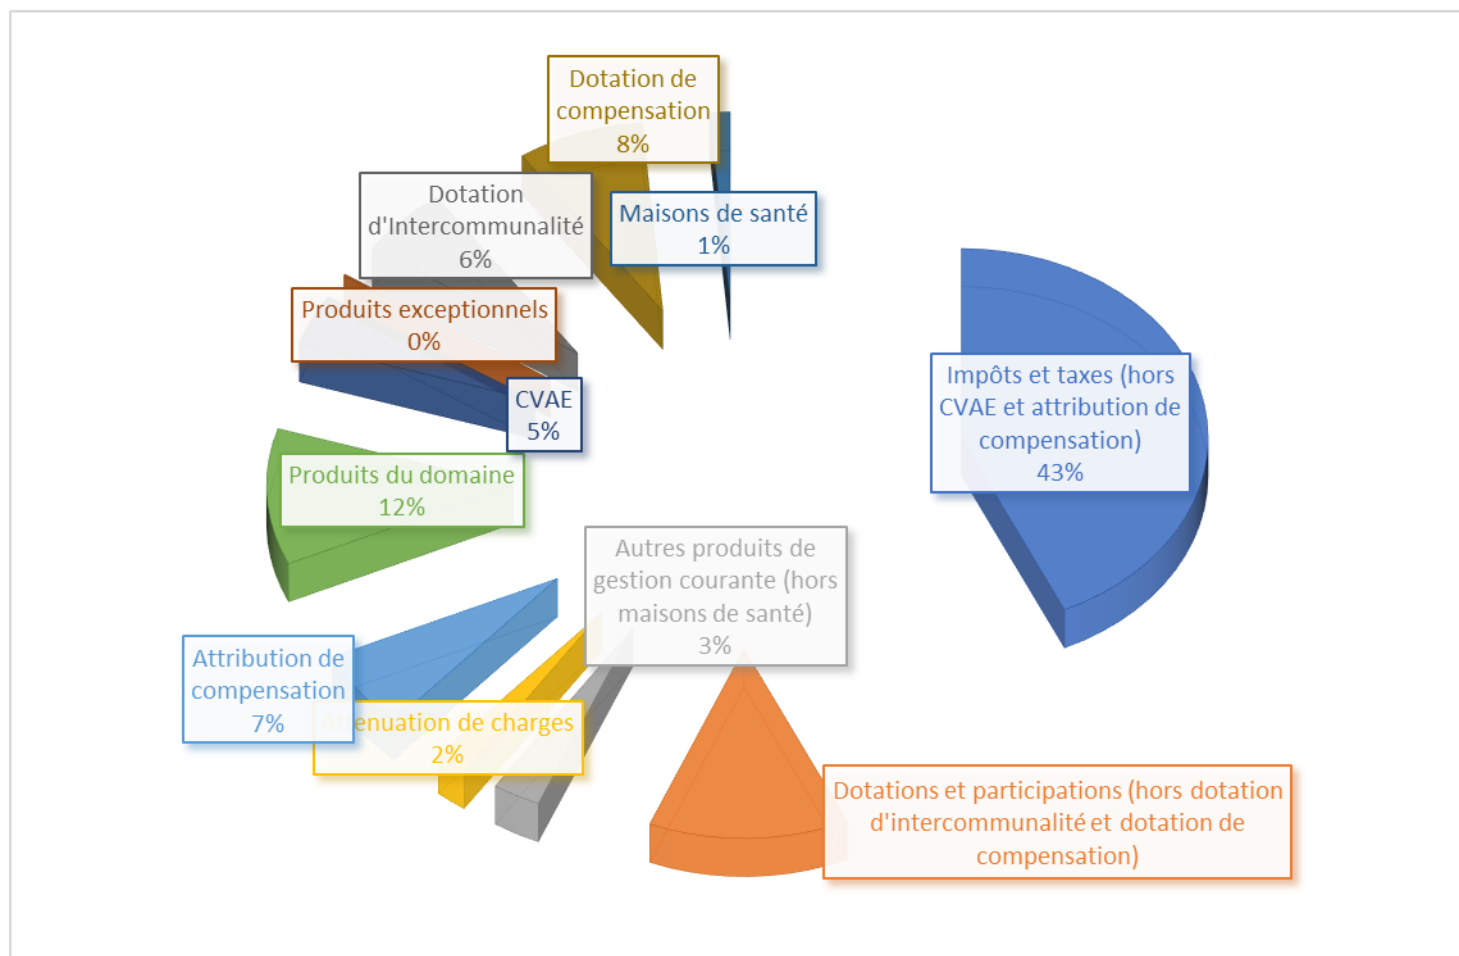 Dotation de
compensation
8%
Maisons de santé
1%
Dotation
d'Intercommunalité
6%
Produits exceptionnels
0%
CVAE
5%
Impôts et taxes (hors
CVAE et attribution de
compensation)
43%
Produits du domaine
12%
Autres produits de
gestion courante (hors
maisons de santé)
3%
Attribution de
compensation
7%
Atténuation de charges
2%
Dotations et participations (hors dotation
d'intercommunalité et dotation de
compensation)